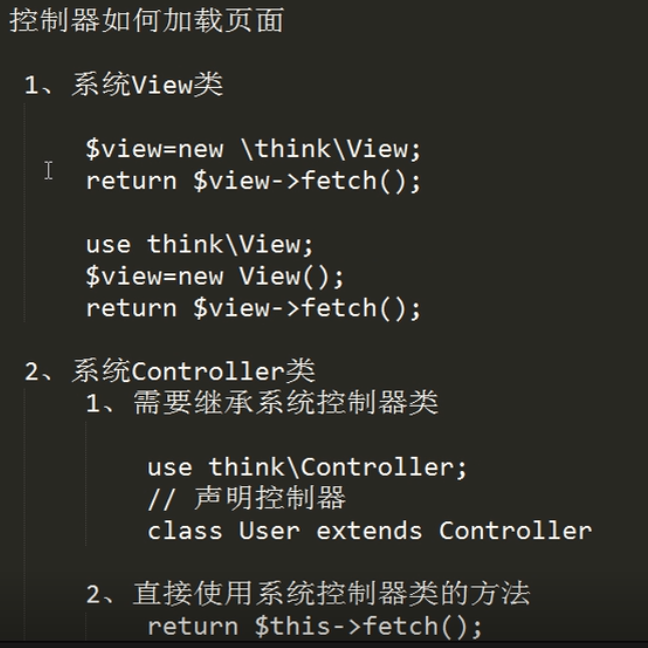 控制器如何加载页面
1、系统View类
$view=new \think\View;
return $view->fetch();
use think\View;
$view=new View();
return $view->fetch();
2、系统Controller类
1、需要继承系统控制器类
use think\Controller;
// 声明控制器
class User extends Controller
2、直接使用系统控制器类的方法
return $this->fetch();